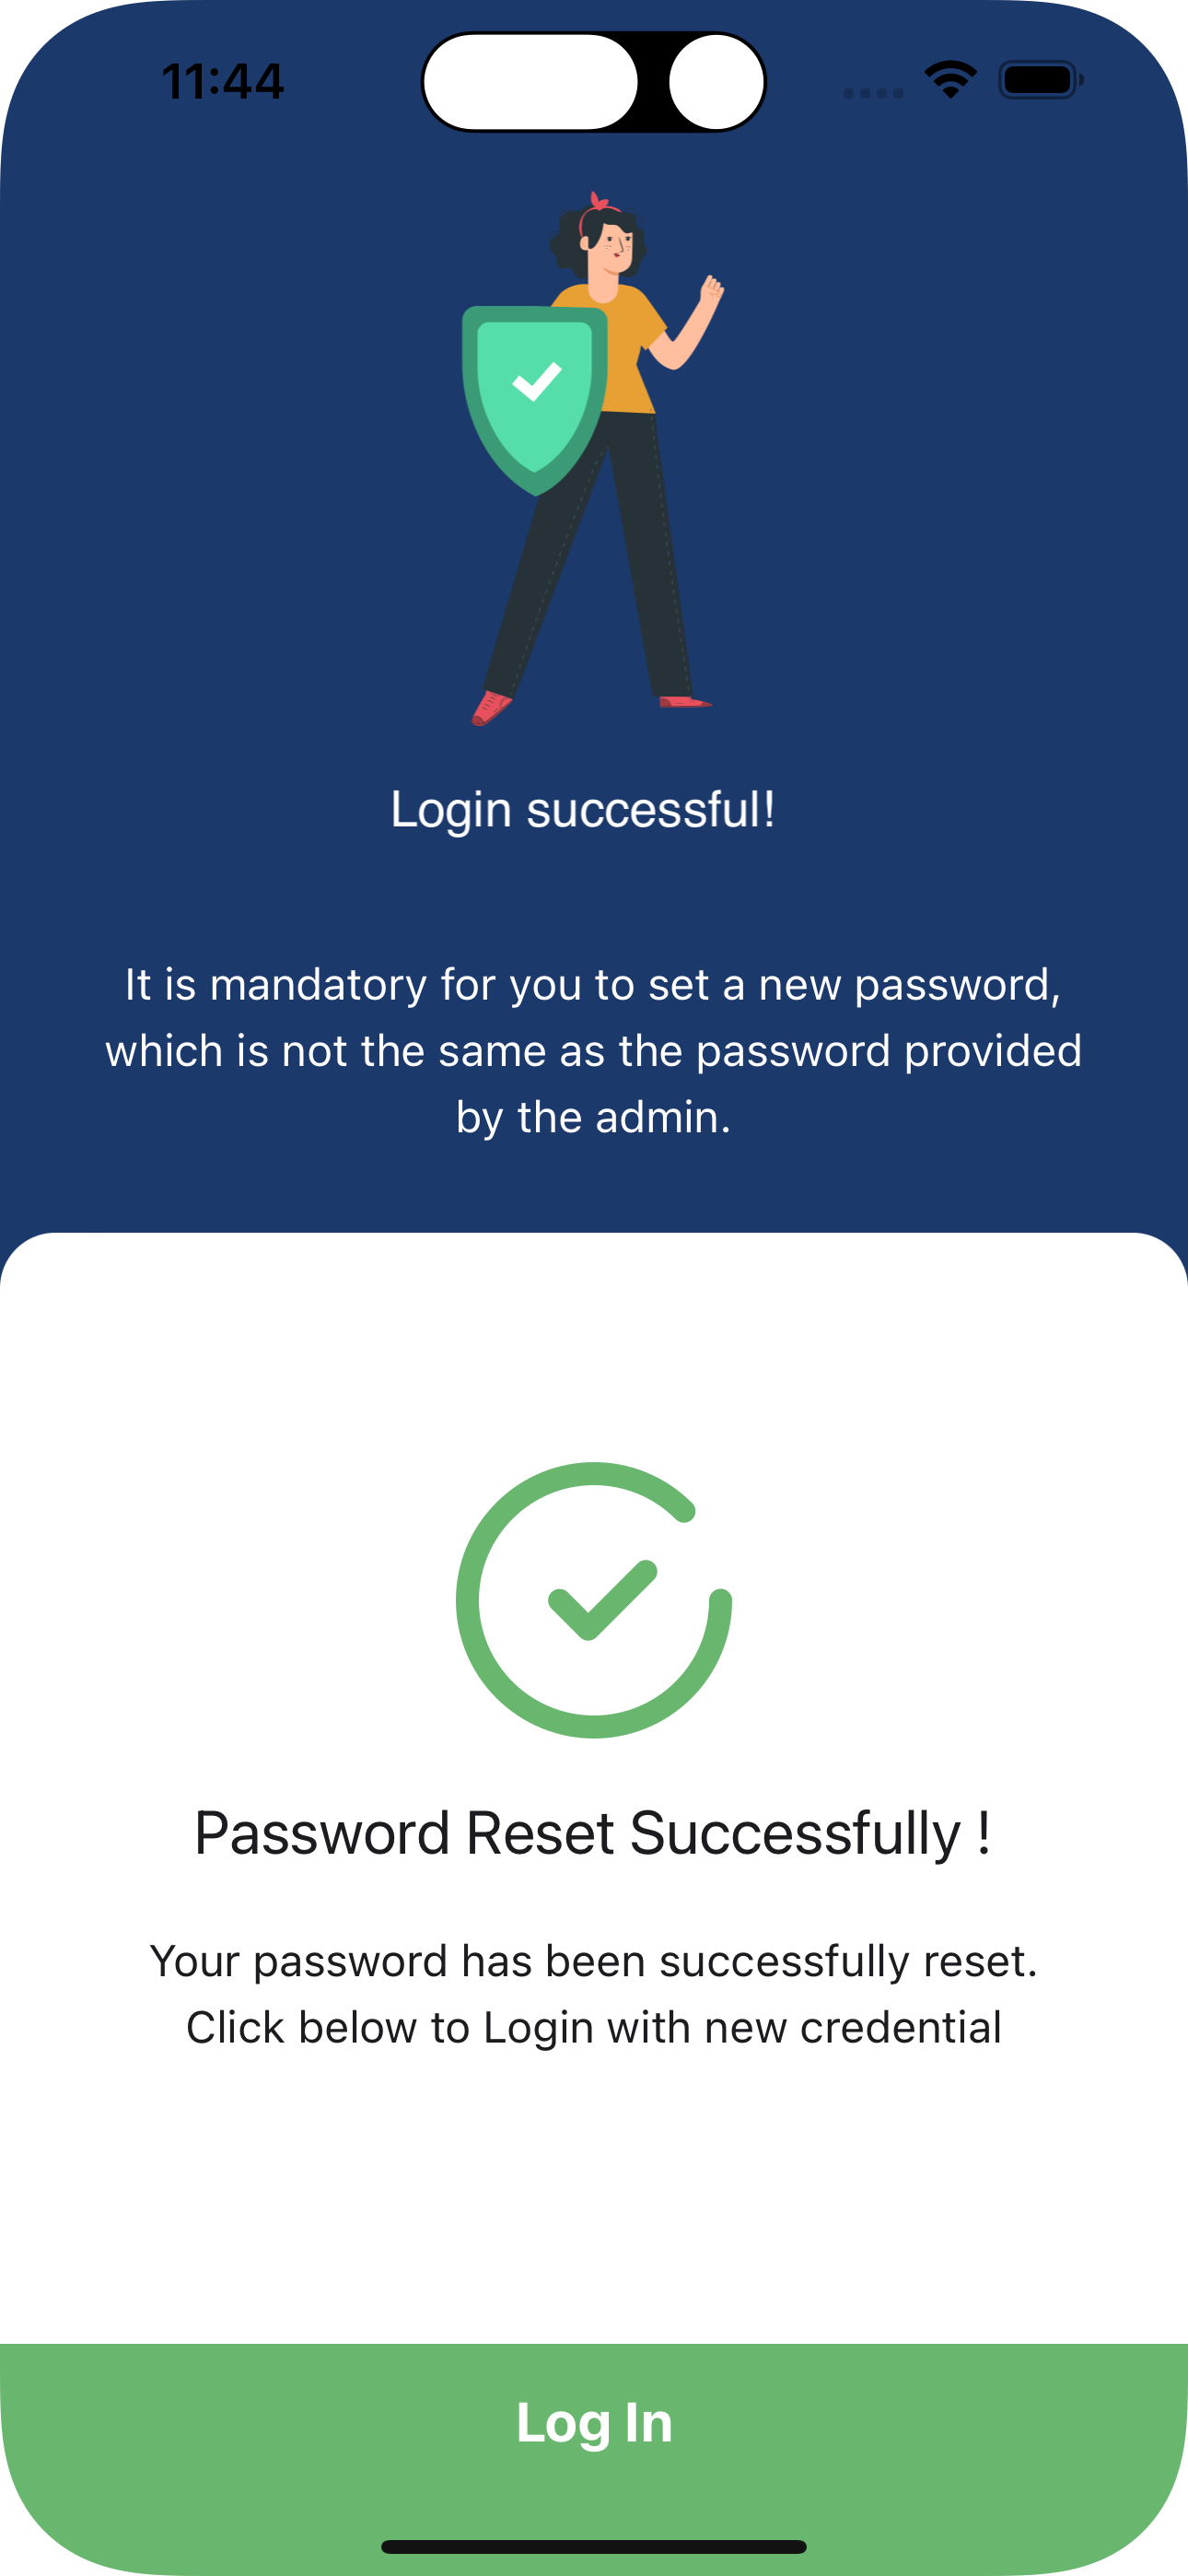 11:44
Login successful!
It is mandatory for you to set a new password,
which is not the same as the password provided
by the admin.
Password Reset Successfully !
Your password has been successfully reset.
Click below to Login with new credential
Log In